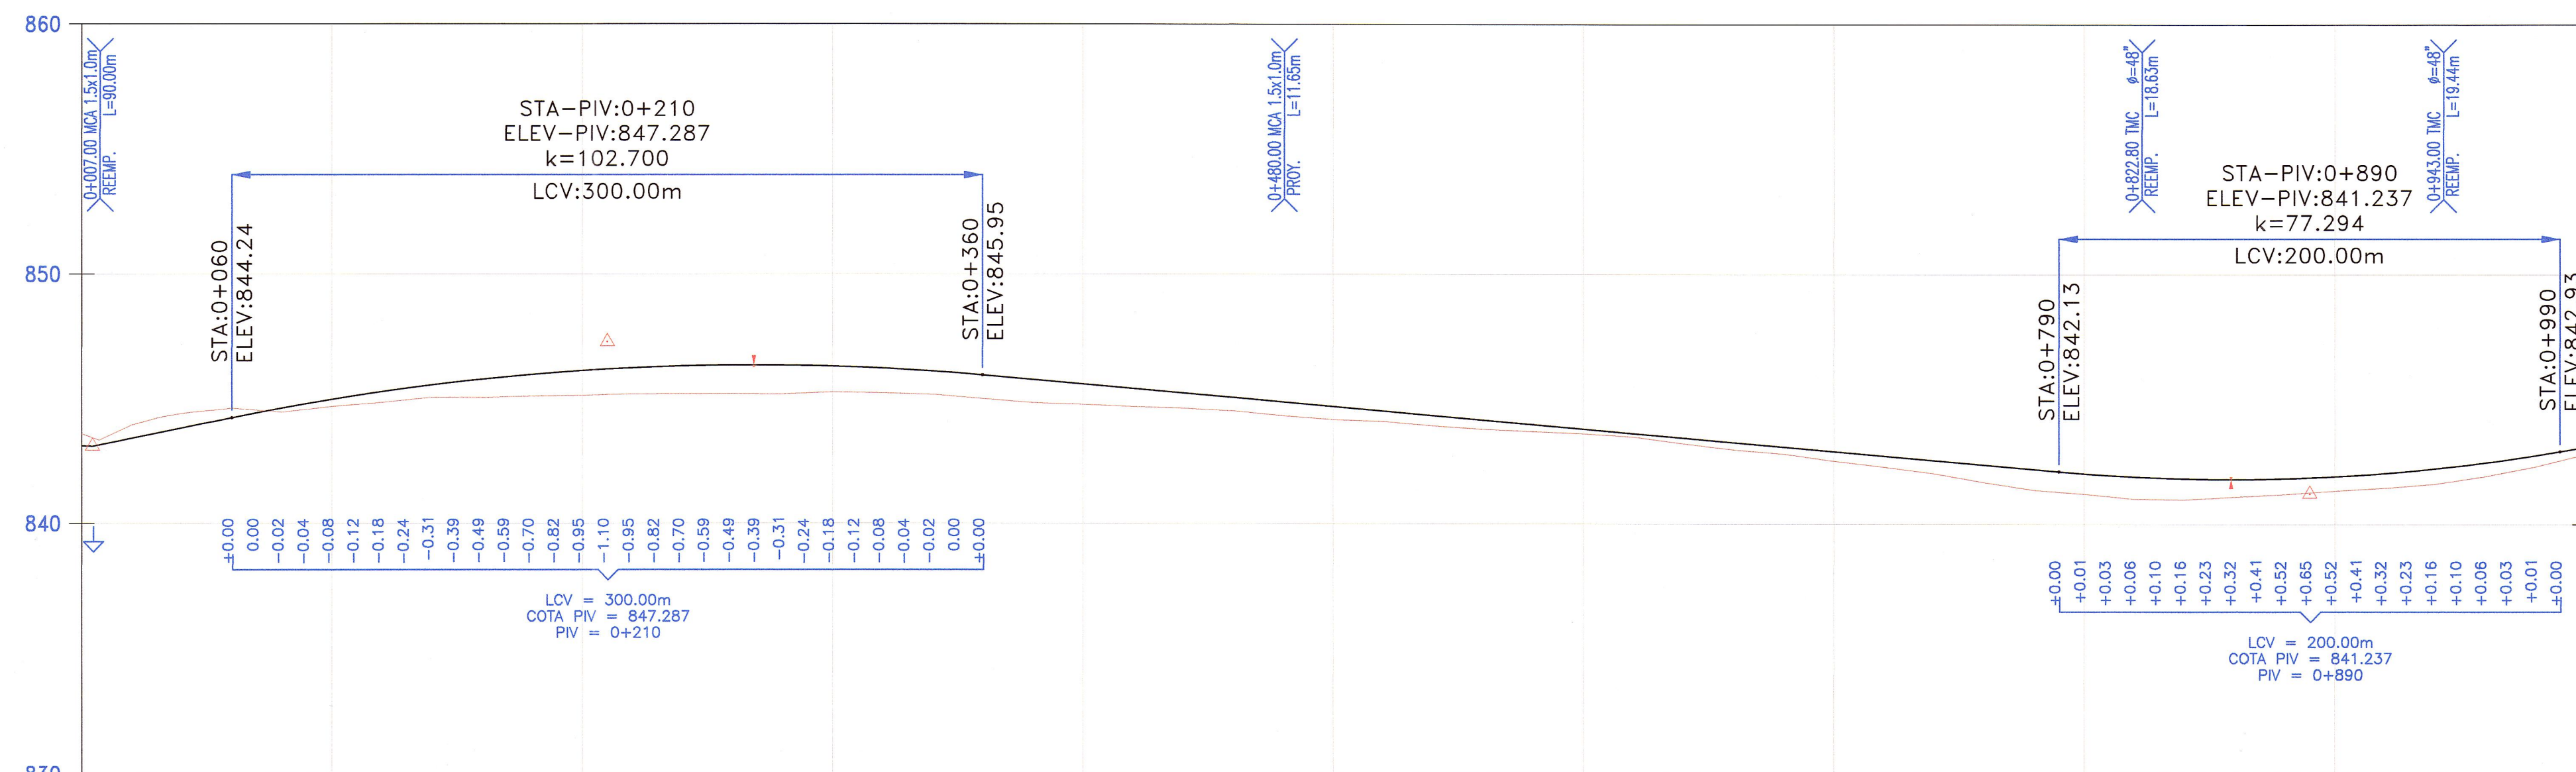 860
850
840
0+007.00 MCA 1.5x1.0m
REEMP. L=90.00m
STA-PIV:0+210
ELEV-PIV:847.287
k=102.700
LCV:300.00m
STA:0+060
ELEV:844.24
STA:0+360
ELEV:845.95
0+480.00 MCA 1.5x1.0m
PROY. L=11.65m
0+822.80 TMC ø=48"
REEMP. L=18.63m
0+943.00 TMC ø=48"
REEMP. L=19.44m
STA-PIV:0+890
ELEV-PIV:841.237
k=77.294
LCV:200.00m
STA:0+790
ELEV:842.13
STA:0+990
ELEV:842.93
±0.00
0.00
-0.02
-0.04
-0.08
-0.12
-0.18
-0.24
-0.31
-0.39
-0.49
-0.59
-0.70
-0.82
-0.95
-1.10
-0.95
-0.82
-0.70
-0.59
-0.49
-0.39
-0.31
-0.24
-0.18
-0.12
-0.08
-0.04
-0.02
0.00
±0.00
LCV = 300.00m
COTA PIV = 847.287
PIV = 0+210
±0.00
+0.01
+0.03
+0.06
+0.10
+0.16
+0.23
+0.32
+0.41
+0.52
+0.65
+0.52
+0.41
+0.32
+0.23
+0.16
+0.10
+0.06
+0.03
+0.01
±0.00
LCV = 200.00m
COTA PIV = 841.237
PIV = 0+890